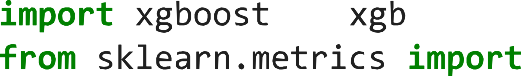 import xgboost    xgb
from sklearn.metrics import